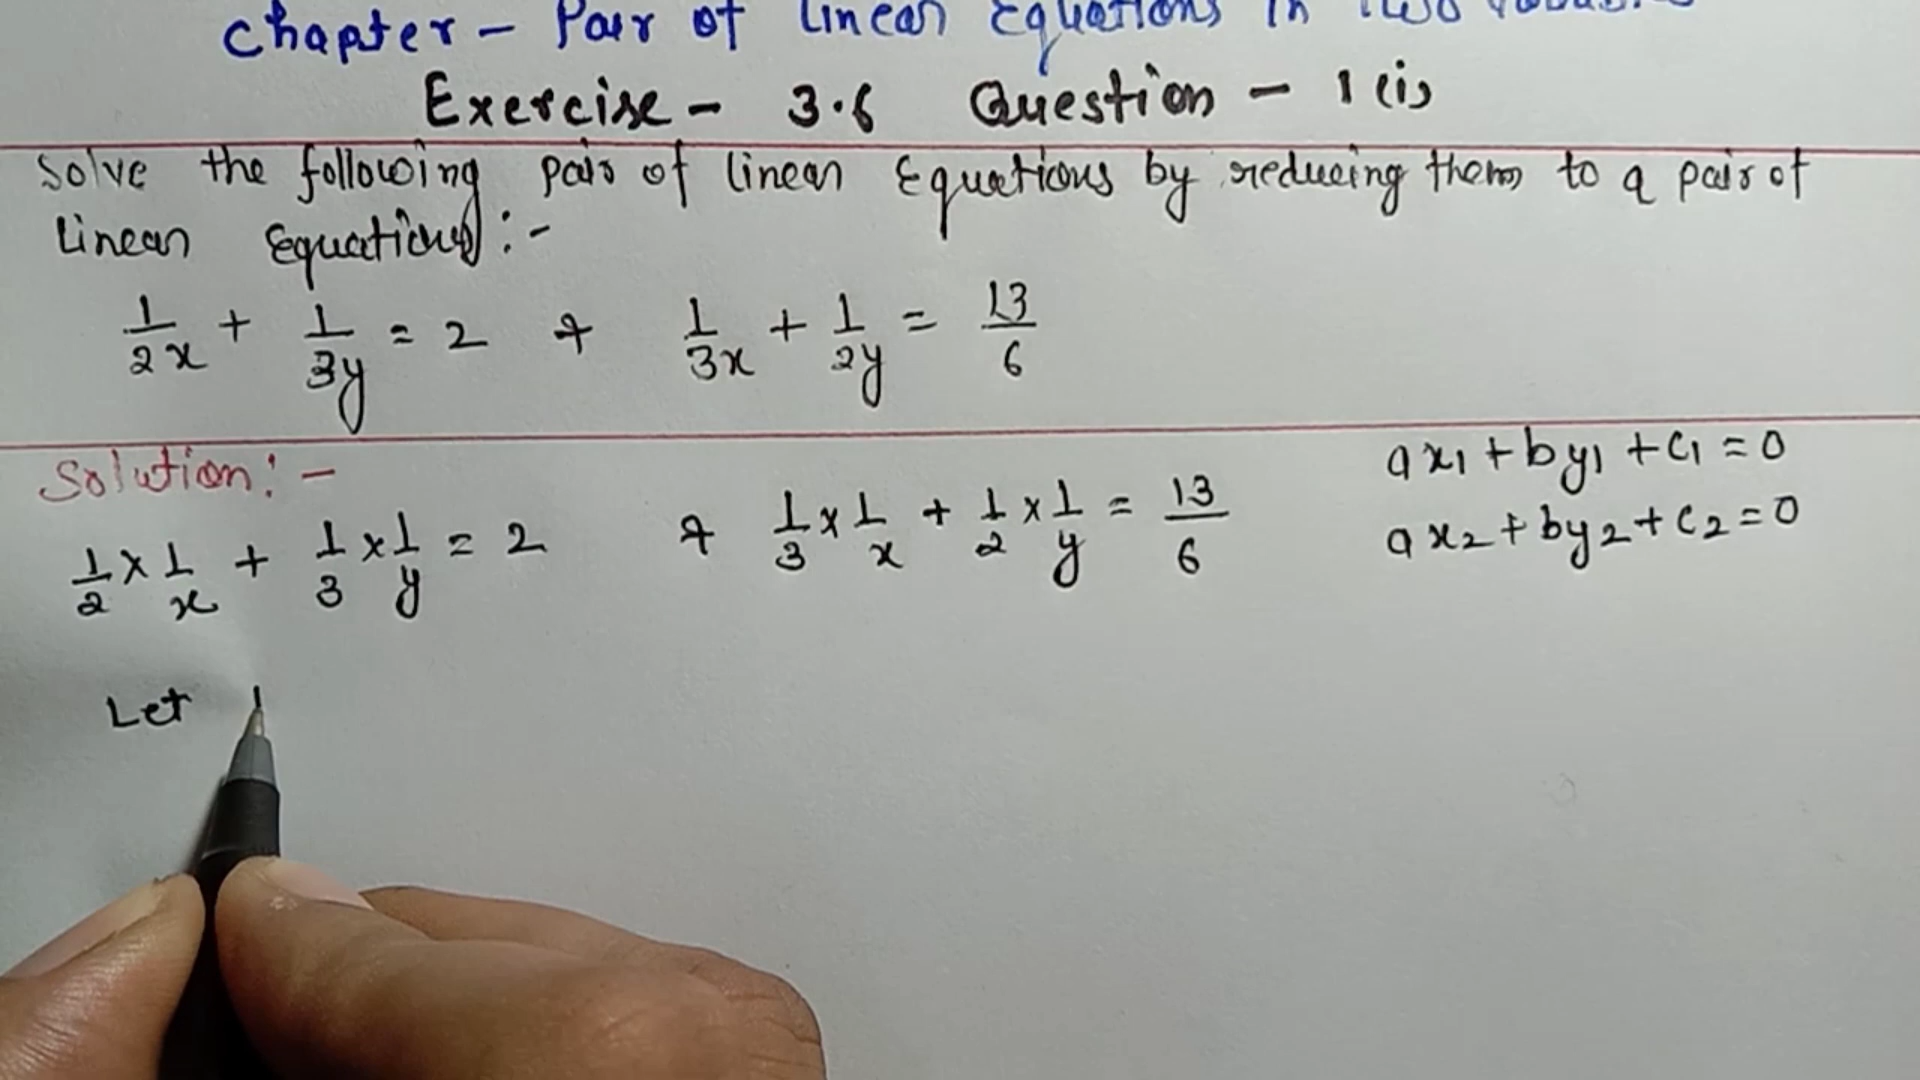 Chapter - Pair of Linear Equations in Two
Exercise - 3.6 Question - 1 (i)
Solve the following pair of linear Equations by reducing them to a pair of
Linear Equations :-
1/2x + 1/3y = 2 & 1/3x + 1/2y = 13/6
Solution :-
ax₁ + by₁ + c₁ = 0
1/2 × 1/x + 1/3 × 1/y = 2 & 1/3 × 1/x + 1/2 × 1/y = 13/6
ax₂ + by₂ + c₂ = 0
Let 1